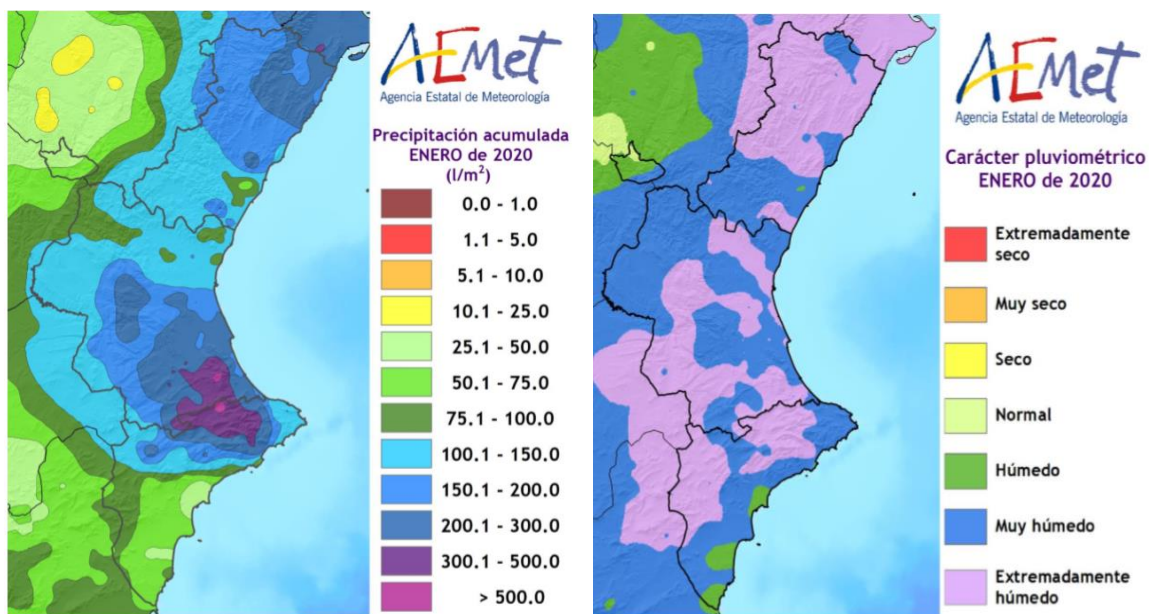 AEMet
Agencia Estatal de Meteorología
Precipitación acumulada
ENERO de 2020
(l/m²)
0.0 - 1.0
1.1 - 5.0
5.1 - 10.0
10.1 - 25.0
25.1 - 50.0
50.1 - 75.0
75.1 - 100.0
100.1 - 150.0
150.1 - 200.0
200.1 - 300.0
300.1 - 500.0
> 500.0
AEMet
Agencia Estatal de Meteorología
Carácter pluviométrico
ENERO de 2020
Extremadamente
seco
Muy seco
Seco
Normal
Húmedo
Muy húmedo
Extremadamente
húmedo